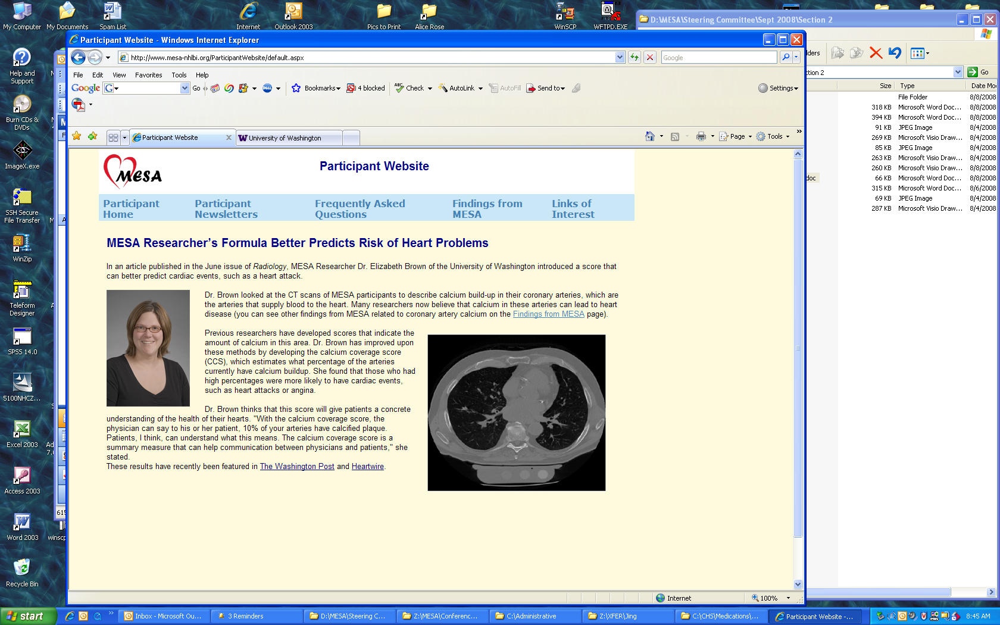 My Computer
My Documents
Spam List
Internet
Outlook 2003
Pics to Print
Alice Rose
WinSCP
WFTPD.EXE
D:\MESA\Steering Committee\Sept 2008\Section 2
Participant Website - Windows Internet Explorer
http://www.mesa-nhlbi.org/ParticipantWebsite/default.aspx
Google
File Edit View Favorites Tools Help
Google G Go Bookmarks 4 blocked Check AutoLink AutoFill Send to Settings
Participant Website
University of Washington
Page Tools
MESA
Participant Website
Participant Home
Participant Newsletters
Frequently Asked Questions
Findings from MESA
Links of Interest
MESA Researcher's Formula Better Predicts Risk of Heart Problems
In an article published in the June issue of Radiology, MESA Researcher Dr. Elizabeth Brown of the University of Washington introduced a score that
can better predict cardiac events, such as a heart attack.
Dr. Brown looked at the CT scans of MESA participants to describe calcium build-up in their coronary arteries, which are
the arteries that supply blood to the heart. Many researchers now believe that calcium in these arteries can lead to heart
disease (you can see other findings from MESA related to coronary artery calcium on the Findings from MESA page).
Previous researchers have developed scores that indicate the
amount of calcium in this area. Dr. Brown has improved upon
these methods by developing the calcium coverage score
(CCS), which estimates what percentage of the arteries
currently have calcium buildup. She found that those who had
high percentages were more likely to have cardiac events,
such as heart attacks or angina.
Dr. Brown thinks that this score will give patients a concrete
understanding of the health of their hearts. "With the calcium coverage score, the
physician can say to his or her patient, 10% of your arteries have calcified plaque.
Patients, I think, can understand what this means. The calcium coverage score is a
summary measure that can help communication between physicians and patients," she
stated.
These results have recently been featured in The Washington Post and Heartwire.
Internet
100%
Help and Support
Burn CDs & DVDs
ImageX.exe
SSH Secure File Transfer
WinZip
Teleform Designer
SPSS 14.0
5100NHCZ...
Excel 2003
Access 2003
Word 2003
winscp
Recycle Bin
615
lders
ction 2
Go
Size Type Date Mo
File Folder 8/8/2008
318 KB Microsoft Word Doc... 8/8/2008
394 KB Microsoft Word Doc... 8/8/2008
91 KB JPEG Image 8/4/2008
269 KB Microsoft Visio Draw... 8/4/2008
85 KB JPEG Image 8/4/2008
263 KB Microsoft Visio Draw... 8/4/2008
260 KB Microsoft Visio Draw... 8/4/2008
doc 66 KB Microsoft Word Doc... 8/8/2008
315 KB Microsoft Word Doc... 8/6/2008
69 KB JPEG Image 8/4/2008
287 KB Microsoft Visio Draw... 8/4/2008
start
Inbox - Microsoft Ou...
3 Reminders
D:\MESA\Steering C...
Z:\MESA\Conferenc...
C:\Administrative
Z:\XFER\Jing
C:\CHS\Medications\...
Participant Website -...
8:45 AM